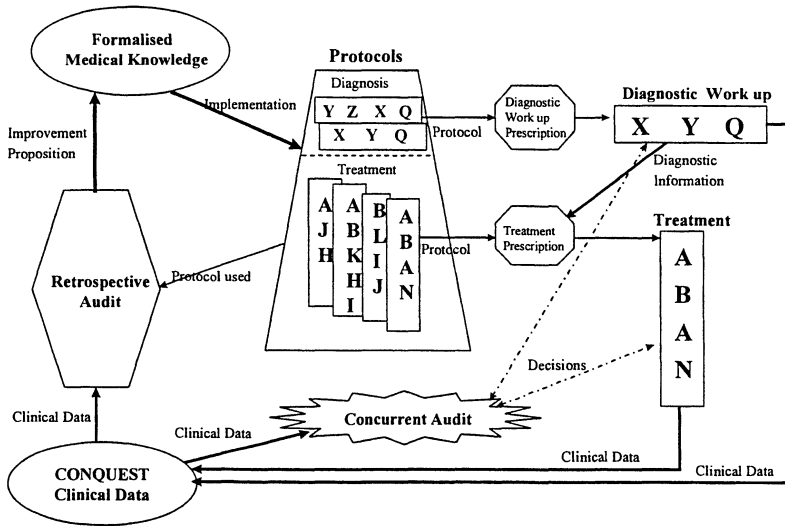 Formalised
Medical Knowledge
Protocols
Diagnosis
Implementation
Y Z X Q
X Y Q
Protocol
Diagnostic
Work up
Prescription
Diagnostic Work up
X Y Q
Improvement
Proposition
Diagnostic
Information
Treatment
A J H
A B K H I
B L I J
A B A N
Protocol
Treatment
Prescription
Treatment
A
B
A
N
Retrospective
Audit
Protocol used
Decisions
Clinical Data
Clinical Data
Concurrent Audit
Clinical Data
Clinical Data
CONQUEST
Clinical Data